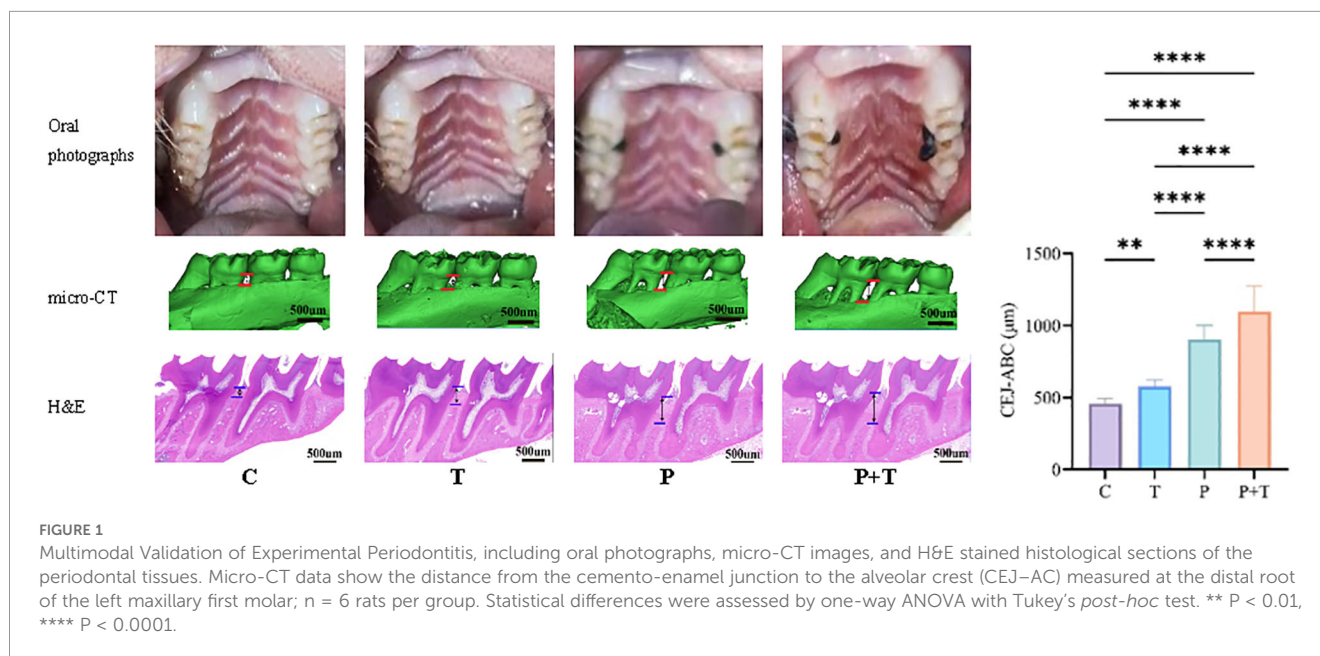 Oral
photographs
micro-CT
500um
500um
500um
500um
H&E
500um
500um
500um
500um
C
T
P
P+T
****
****
****
****
**
****
1500
1000
500
0
CEJ-ABC (μm)
C
T
P
P+T
FIGURE 1
Multimodal Validation of Experimental Periodontitis, including oral photographs, micro-CT images, and H&E stained histological sections of the
periodontal tissues. Micro-CT data show the distance from the cemento-enamel junction to the alveolar crest (CEJ–AC) measured at the distal root
of the left maxillary first molar; n = 6 rats per group. Statistical differences were assessed by one-way ANOVA with Tukey's post-hoc test. ** P < 0.01,
**** P < 0.0001.